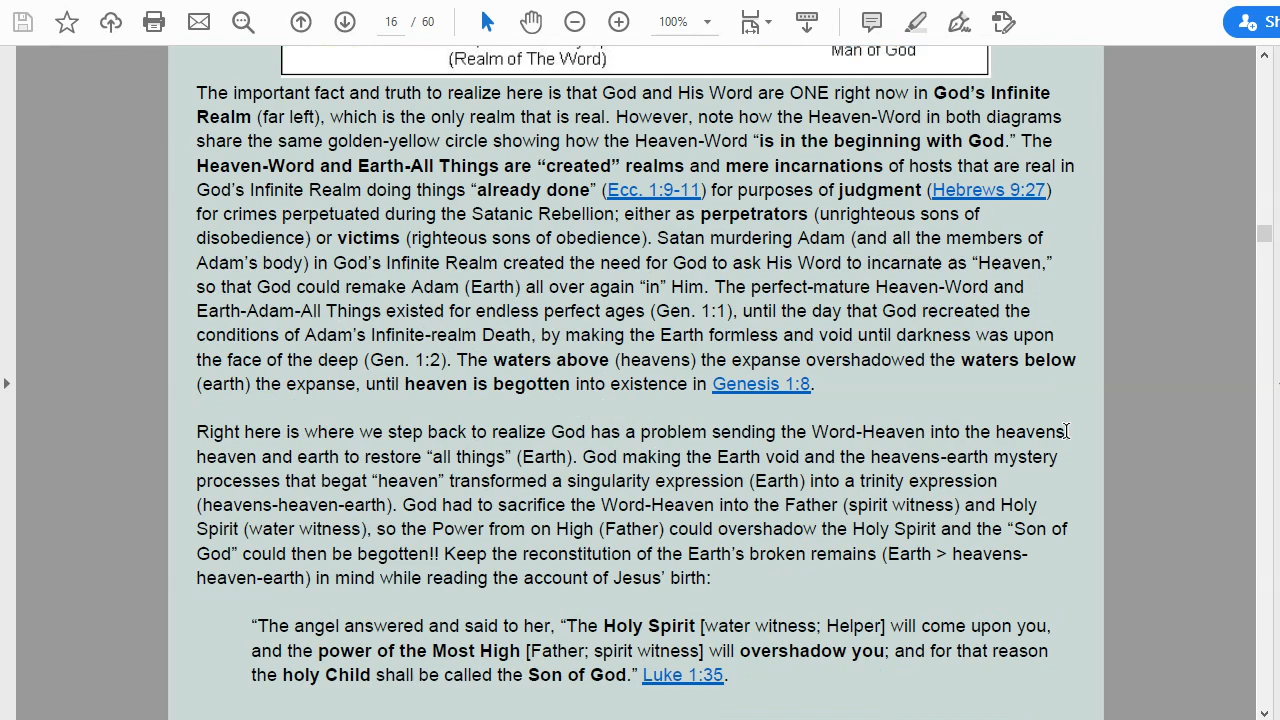 16 / 60
100%
Sh
(Realm of The Word)
Man of God
The important fact and truth to realize here is that God and His Word are ONE right now in God’s Infinite
Realm (far left), which is the only realm that is real. However, note how the Heaven-Word in both diagrams
share the same golden-yellow circle showing how the Heaven-Word “is in the beginning with God.” The
Heaven-Word and Earth-All Things are “created” realms and mere incarnations of hosts that are real in
God’s Infinite Realm doing things “already done” (Ecc. 1:9-11) for purposes of judgment (Hebrews 9:27)
for crimes perpetuated during the Satanic Rebellion; either as perpetrators (unrighteous sons of
disobedience) or victims (righteous sons of obedience). Satan murdering Adam (and all the members of
Adam’s body) in God’s Infinite Realm created the need for God to ask His Word to incarnate as “Heaven,”
so that God could remake Adam (Earth) all over again “in” Him. The perfect-mature Heaven-Word and
Earth-Adam-All Things existed for endless perfect ages (Gen. 1:1), until the day that God recreated the
conditions of Adam’s Infinite-realm Death, by making the Earth formless and void until darkness was upon
the face of the deep (Gen. 1:2). The waters above (heavens) the expanse overshadowed the waters below
(earth) the expanse, until heaven is begotten into existence in Genesis 1:8.
Right here is where we step back to realize God has a problem sending the Word-Heaven into the heavens,
heaven and earth to restore “all things” (Earth). God making the Earth void and the heavens-earth mystery
processes that begat “heaven” transformed a singularity expression (Earth) into a trinity expression
(heavens-heaven-earth). God had to sacrifice the Word-Heaven into the Father (spirit witness) and Holy
Spirit (water witness), so the Power from on High (Father) could overshadow the Holy Spirit and the “Son of
God” could then be begotten!! Keep the reconstitution of the Earth’s broken remains (Earth > heavens-
heaven-earth) in mind while reading the account of Jesus’ birth:
“The angel answered and said to her, “The Holy Spirit [water witness; Helper] will come upon you,
and the power of the Most High [Father; spirit witness] will overshadow you; and for that reason
the holy Child shall be called the Son of God.” Luke 1:35.